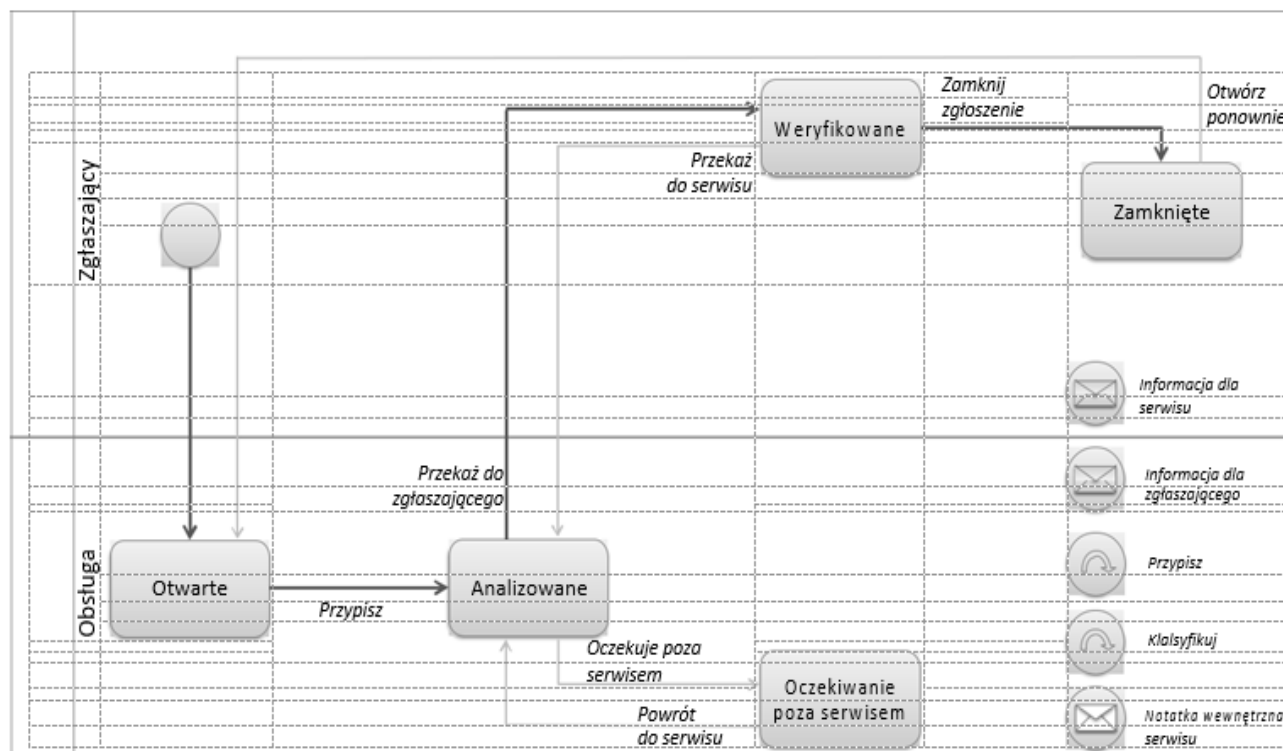 Zgłaszający
Weryfikowane
Zamknij
zgłoszenie
Otwórz
ponownie
Przekaż
do serwisu
Zamknięte
Informacja dla
serwisu
Obsługa
Przekaż do
zgłaszającego
Informacja dla
zgłaszającego
Otwarte
Przypisz
Analizowane
Przypisz
Oczekuje poza
serwisem
Klalsyfikuj
Oczekiwanie
poza serwisem
Powrót
do serwisu
Notatka wewnętrzna
serwisu